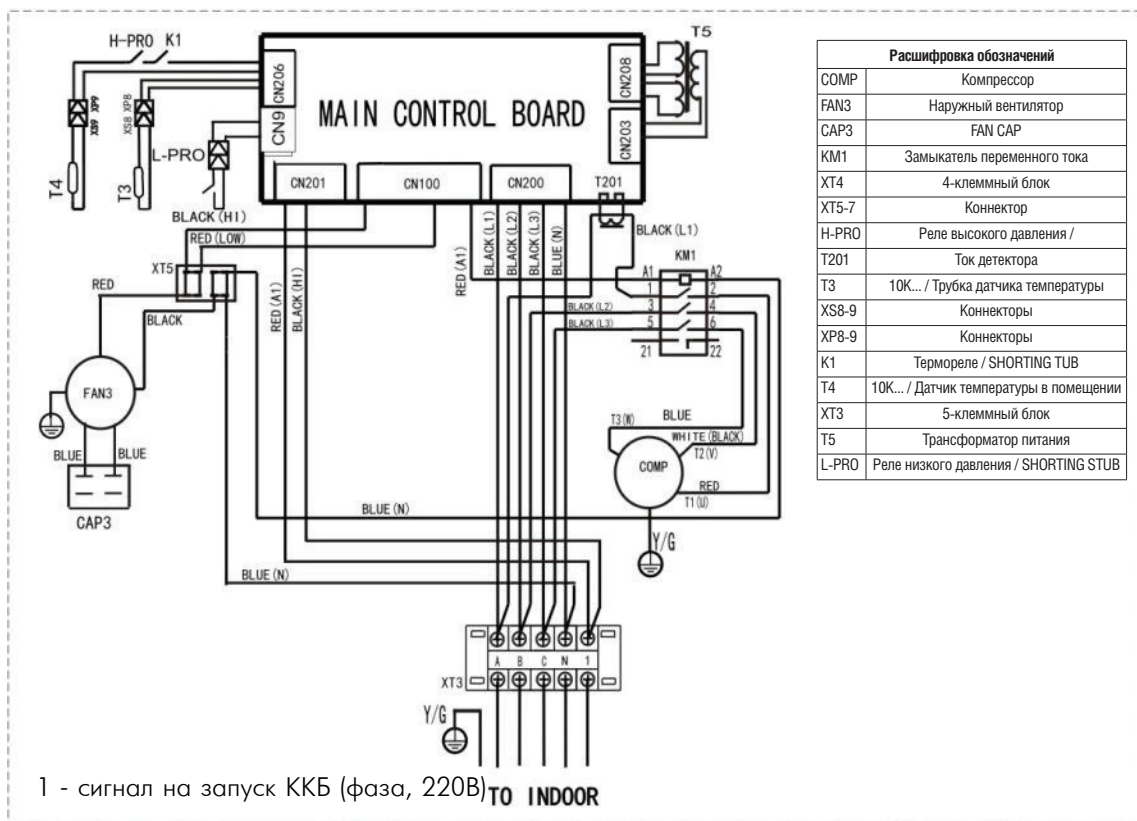 H-PRO K1
T5
CN206
CN9
CN208
CN203
MAIN CONTROL BOARD
XS9 XP9
XS8 XP8
L-PRO
T4
T3
CN201
CN100
CN200
T201
BLACK(HI)
RED(LOW)
XT5
RED
BLACK
RED(A1)
BLACK(HI)
RED(A1)
BLACK(L1)
BLACK(L2)
BLACK(L3)
BLUE(N)
BLACK(L1)
KM1
A1
A2
1
2
BLACK(L2)
3
4
BLACK(L3)
5
6
21
22
FAN3
BLUE
BLUE
CAP3
T3(W)
BLUE
WHITE(BLACK)
T2(V)
COMP
RED
T1(U)
BLUE(N)
Y/G
BLUE(N)
A B C N 1
XT3
Y/G
1 - сигнал на запуск ККБ (фаза, 220В)
TO INDOOR
Расшифровка обозначений
COMP Компрессор
FAN3 Наружный вентилятор
CAP3 FAN CAP
KM1 Замыкатель переменного тока
XT4 4-клеммный блок
XT5-7 Коннектор
H-PRO Реле высокого давления /
T201 Ток детектора
T3 10K... / Трубка датчика температуры
XS8-9 Коннекторы
XP8-9 Коннекторы
K1 Термореле / SHORTING TUB
T4 10K... / Датчик температуры в помещении
XT3 5-клеммный блок
T5 Трансформатор питания
L-PRO Реле низкого давления / SHORTING STUB